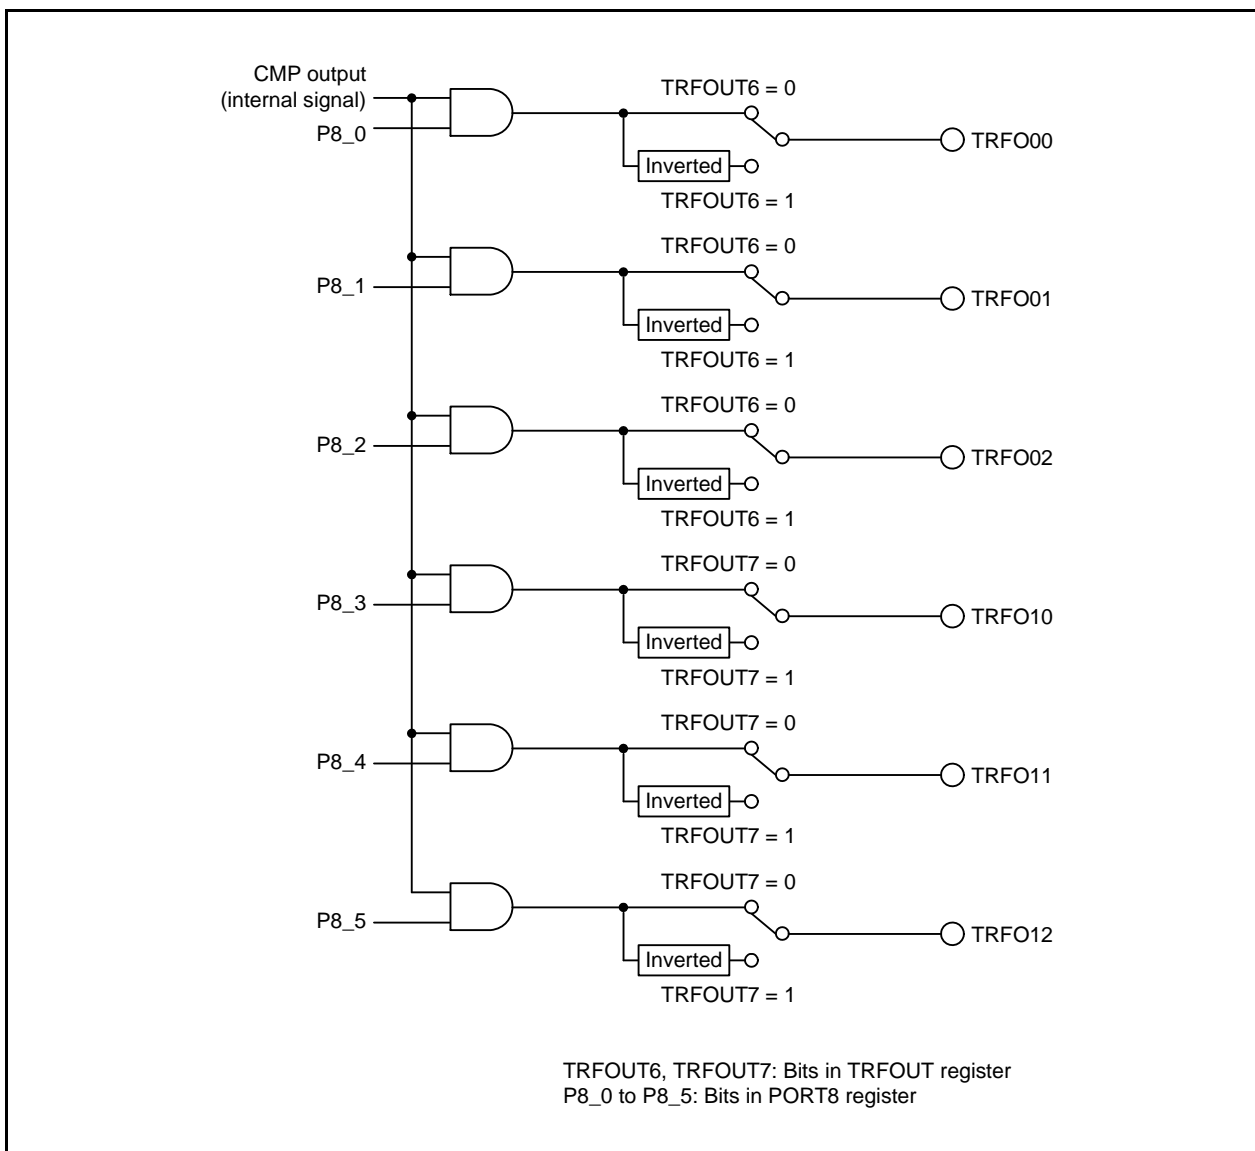 CMP output
(internal signal)
P8_0
TRFOUT6 = 0
Inverted
TRFOUT6 = 1
TRFO00
P8_1
TRFOUT6 = 0
Inverted
TRFOUT6 = 1
TRFO01
P8_2
TRFOUT6 = 0
Inverted
TRFOUT6 = 1
TRFO02
P8_3
TRFOUT7 = 0
Inverted
TRFOUT7 = 1
TRFO10
P8_4
TRFOUT7 = 0
Inverted
TRFOUT7 = 1
TRFO11
P8_5
TRFOUT7 = 0
Inverted
TRFOUT7 = 1
TRFO12
TRFOUT6, TRFOUT7: Bits in TRFOUT register
P8_0 to P8_5: Bits in PORT8 register